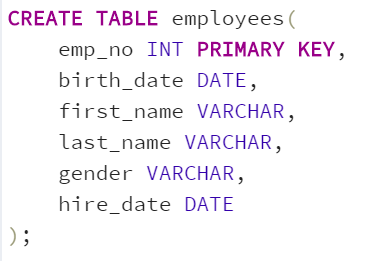 CREATE TABLE employees(
    emp_no INT PRIMARY KEY,
    birth_date DATE,
    first_name VARCHAR,
    last_name VARCHAR,
    gender VARCHAR,
    hire_date DATE
);